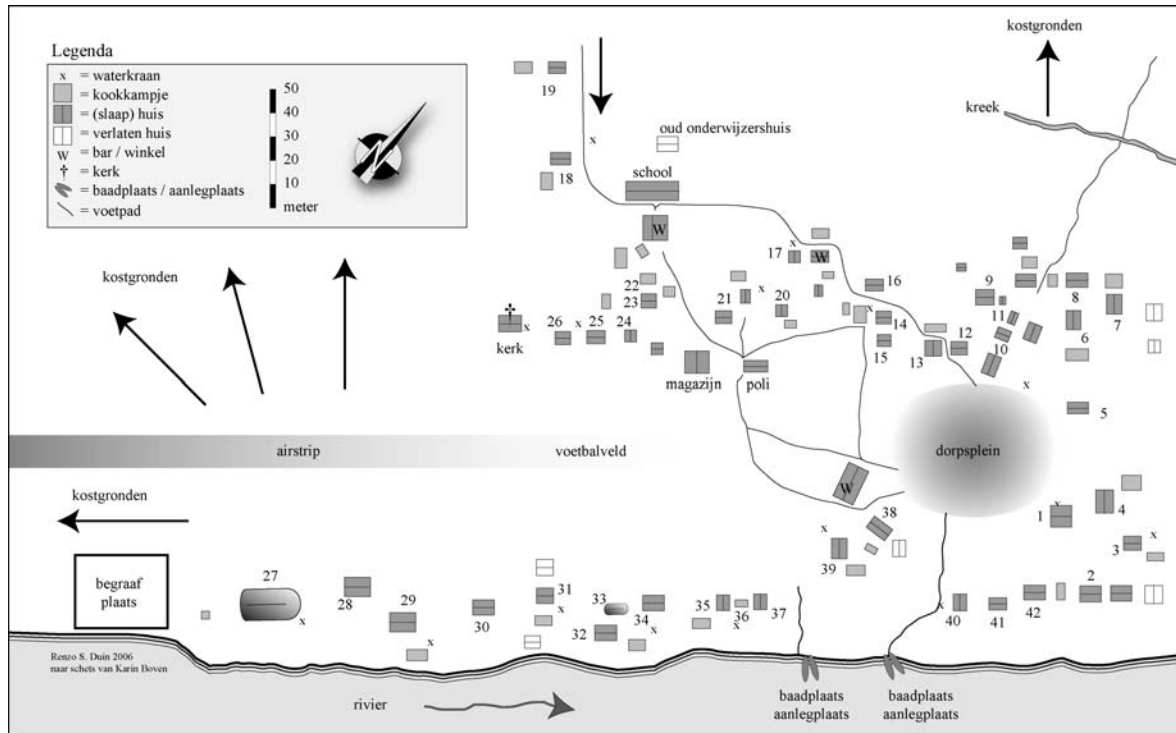 Legenda
x = waterkraan
= kookkampje
= (slaap) huis
= verlaten huis
W = bar / winkel
† = kerk
= baadplaats / aanlegplaats
= voetpad
50
40
30
20
10
meter
kostgronden
kreek
19
oud onderwijzershuis
x
18
school
W
kostgronden
17
x
W
16
9
8
7
11
22
23
21
x
20
x
14
6
kerk
x
26
x
25
24
15
13
12
10
magazijn
poli
x
5
airstrip
voetbalveld
dorpsplein
kostgronden
W
38
x
39
1
x
4
3
x
begraaf
plaats
27
x
28
29
x
30
31
x
33
32
34
x
35
36
x
37
x
40
41
42
2
Renzo S. Duin 2006
naar schets van Karin Boven
rivier
baadplaats
aanlegplaats
baadplaats
aanlegplaats